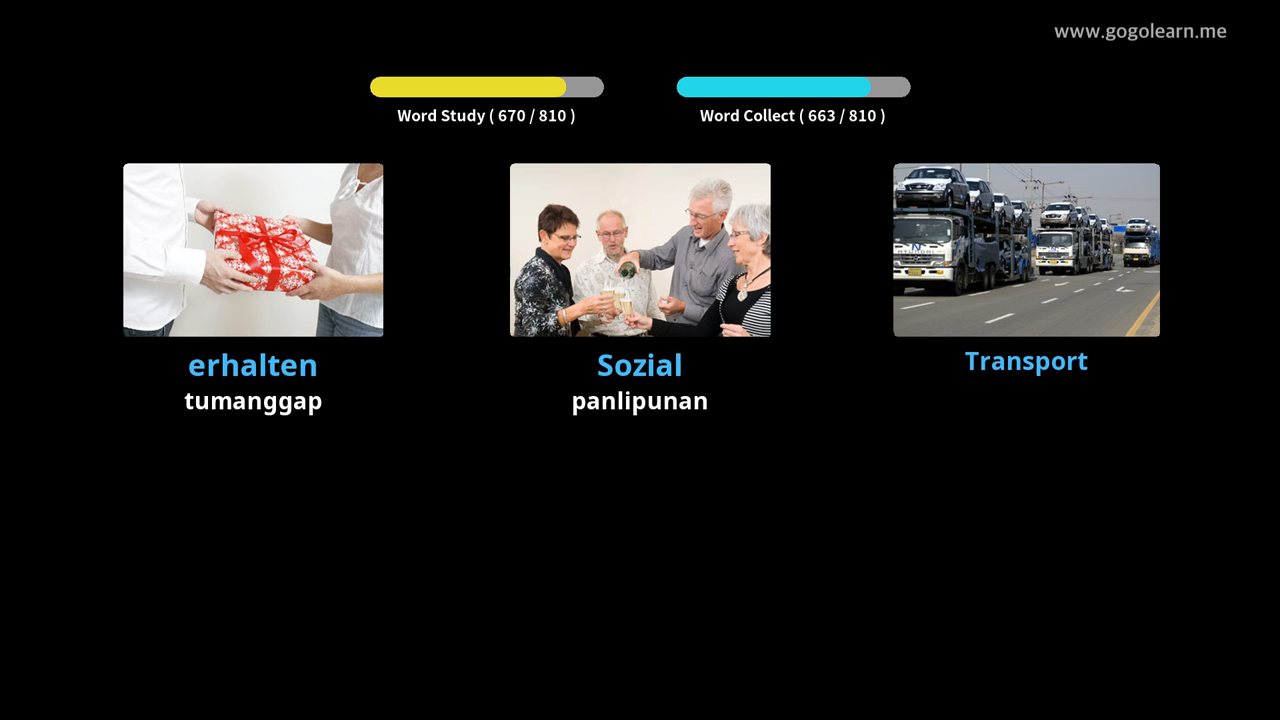 www.gogolearn.me
Word Study ( 670 / 810 )
Word Collect ( 663 / 810 )
erhalten
tumanggap
Sozial
panlipunan
Transport